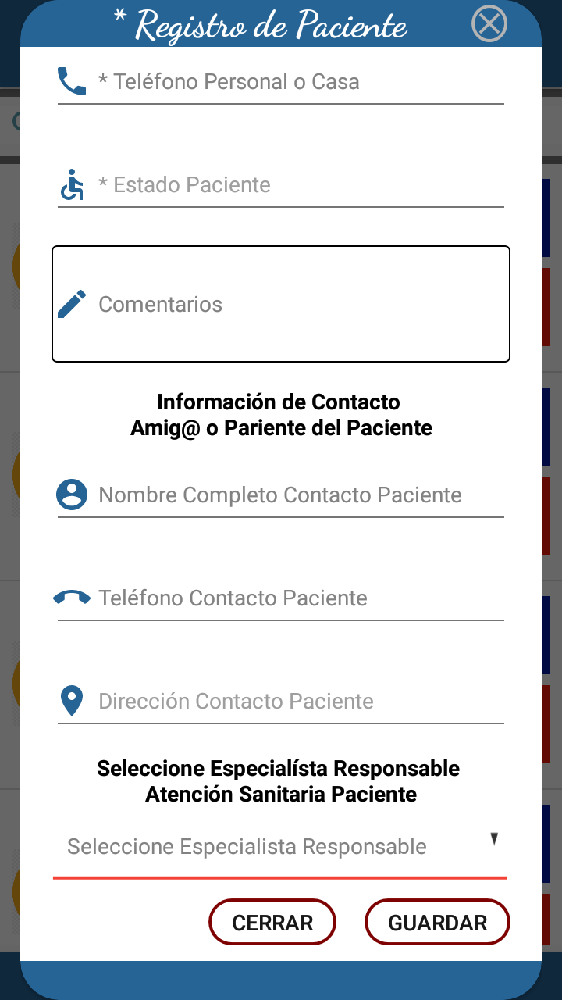 * Registro de Paciente
* Teléfono Personal o Casa
* Estado Paciente
Comentarios
Información de Contacto
Amig@ o Pariente del Paciente
Nombre Completo Contacto Paciente
Teléfono Contacto Paciente
Dirección Contacto Paciente
Seleccione Especialísta Responsable
Atención Sanitaria Paciente
Seleccione Especialista Responsable
CERRAR GUARDAR